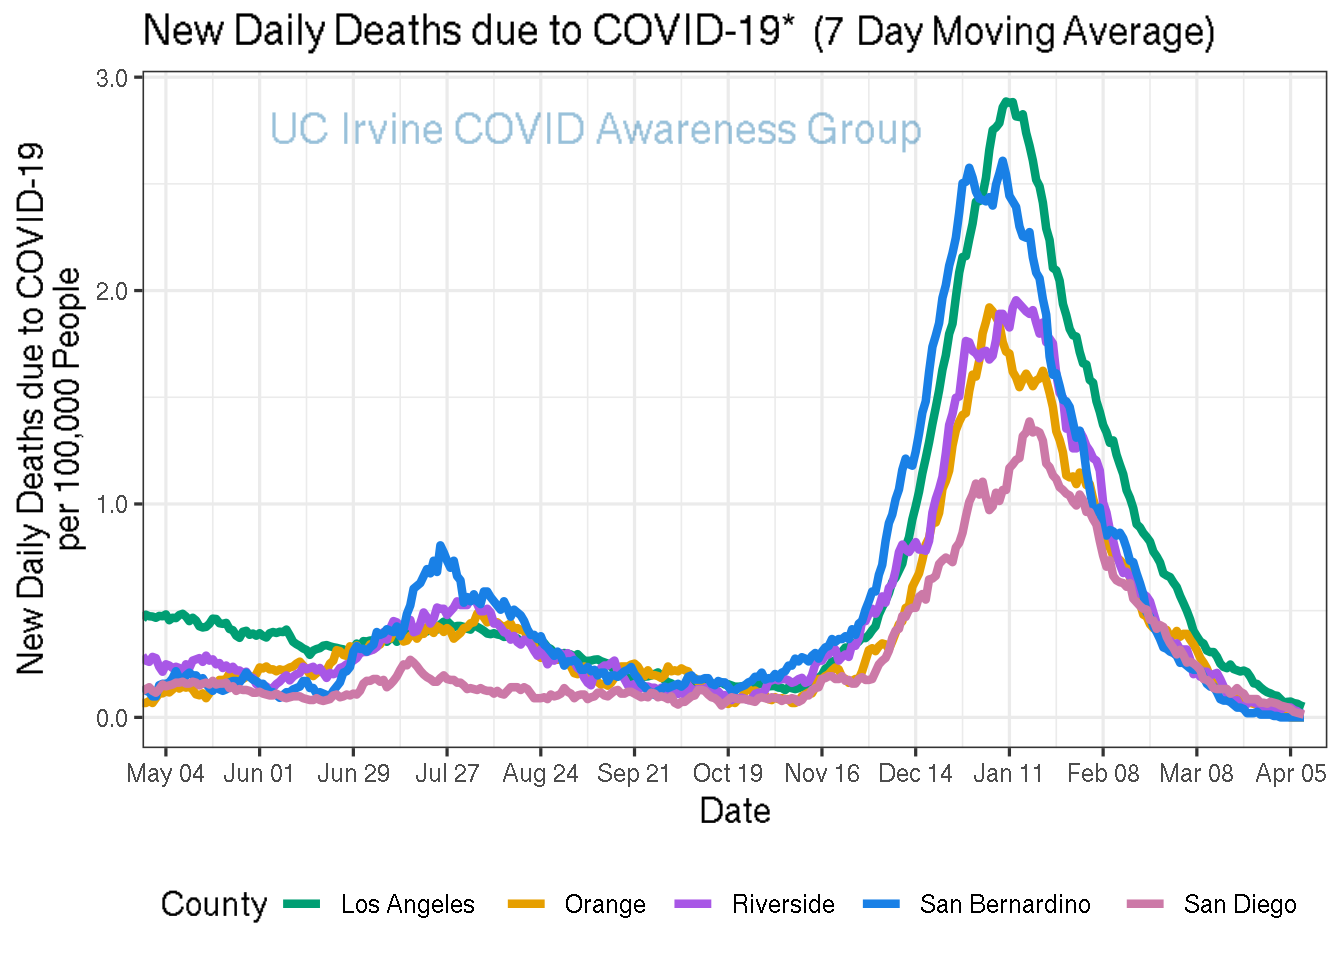 New Daily Deaths due to COVID-19* (7 Day Moving Average)
UC Irvine COVID Awareness Group
New Daily Deaths due to COVID-19
per 100,000 People
3.0
2.0
1.0
0.0
May 04 Jun 01 Jun 29 Jul 27 Aug 24 Sep 21 Oct 19 Nov 16 Dec 14 Jan 11 Feb 08 Mar 08 Apr 05
Date
County Los Angeles Orange Riverside San Bernardino San Diego